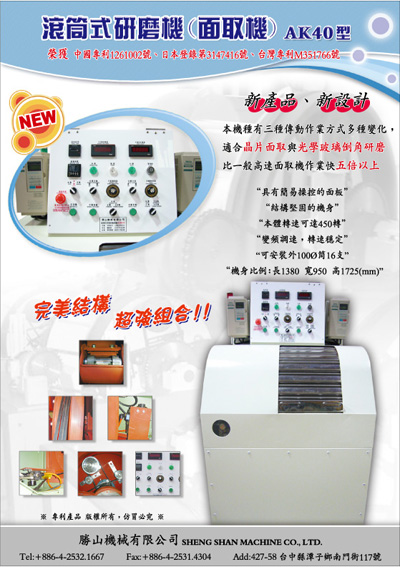 滾筒式研磨機(面取機) AK40型
榮獲 中國專利1261002號、日本登錄第3147416號、台灣專利M351766號
NEW
新產品、新設計
本機種有三種傳動作業方式多種變化，
適合晶片面取與光學玻璃倒角研磨
比一般高速面取機作業快五倍以上
“具有簡易操控的面板”
“結構堅固的機身”
“本體轉速可達450轉”
“變頻調速，轉速穩定”
“可安裝外100Ø筒16支”
“機身比例：長1380 寬950 高1725(mm)”
完美結構
超強組合!!
※ 專利產品 版權所有，仿冒必究 ※
勝山機械有限公司 SHENG SHAN MACHINE CO., LTD.
Tel:+886-4-2532.1667 Fax:+886-4-2531.4304 Add:427-58 台中縣潭子鄉南門街117號